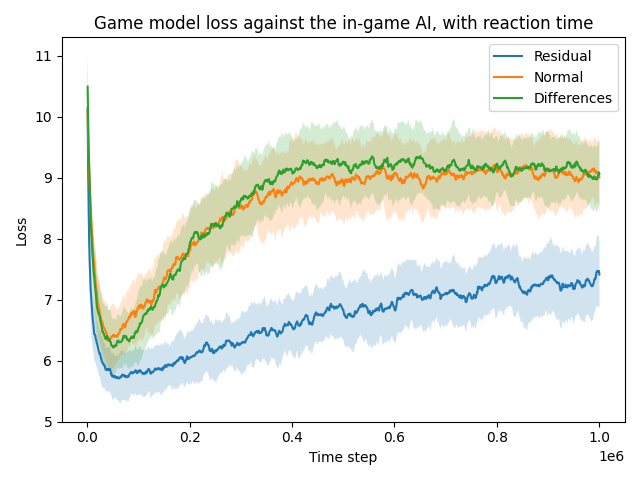 Game model loss against the in-game AI, with reaction time
Residual
Normal
Differences
Loss
11
10
9
8
7
6
5
0.0
0.2
0.4
0.6
0.8
1.0
1e6
Time step